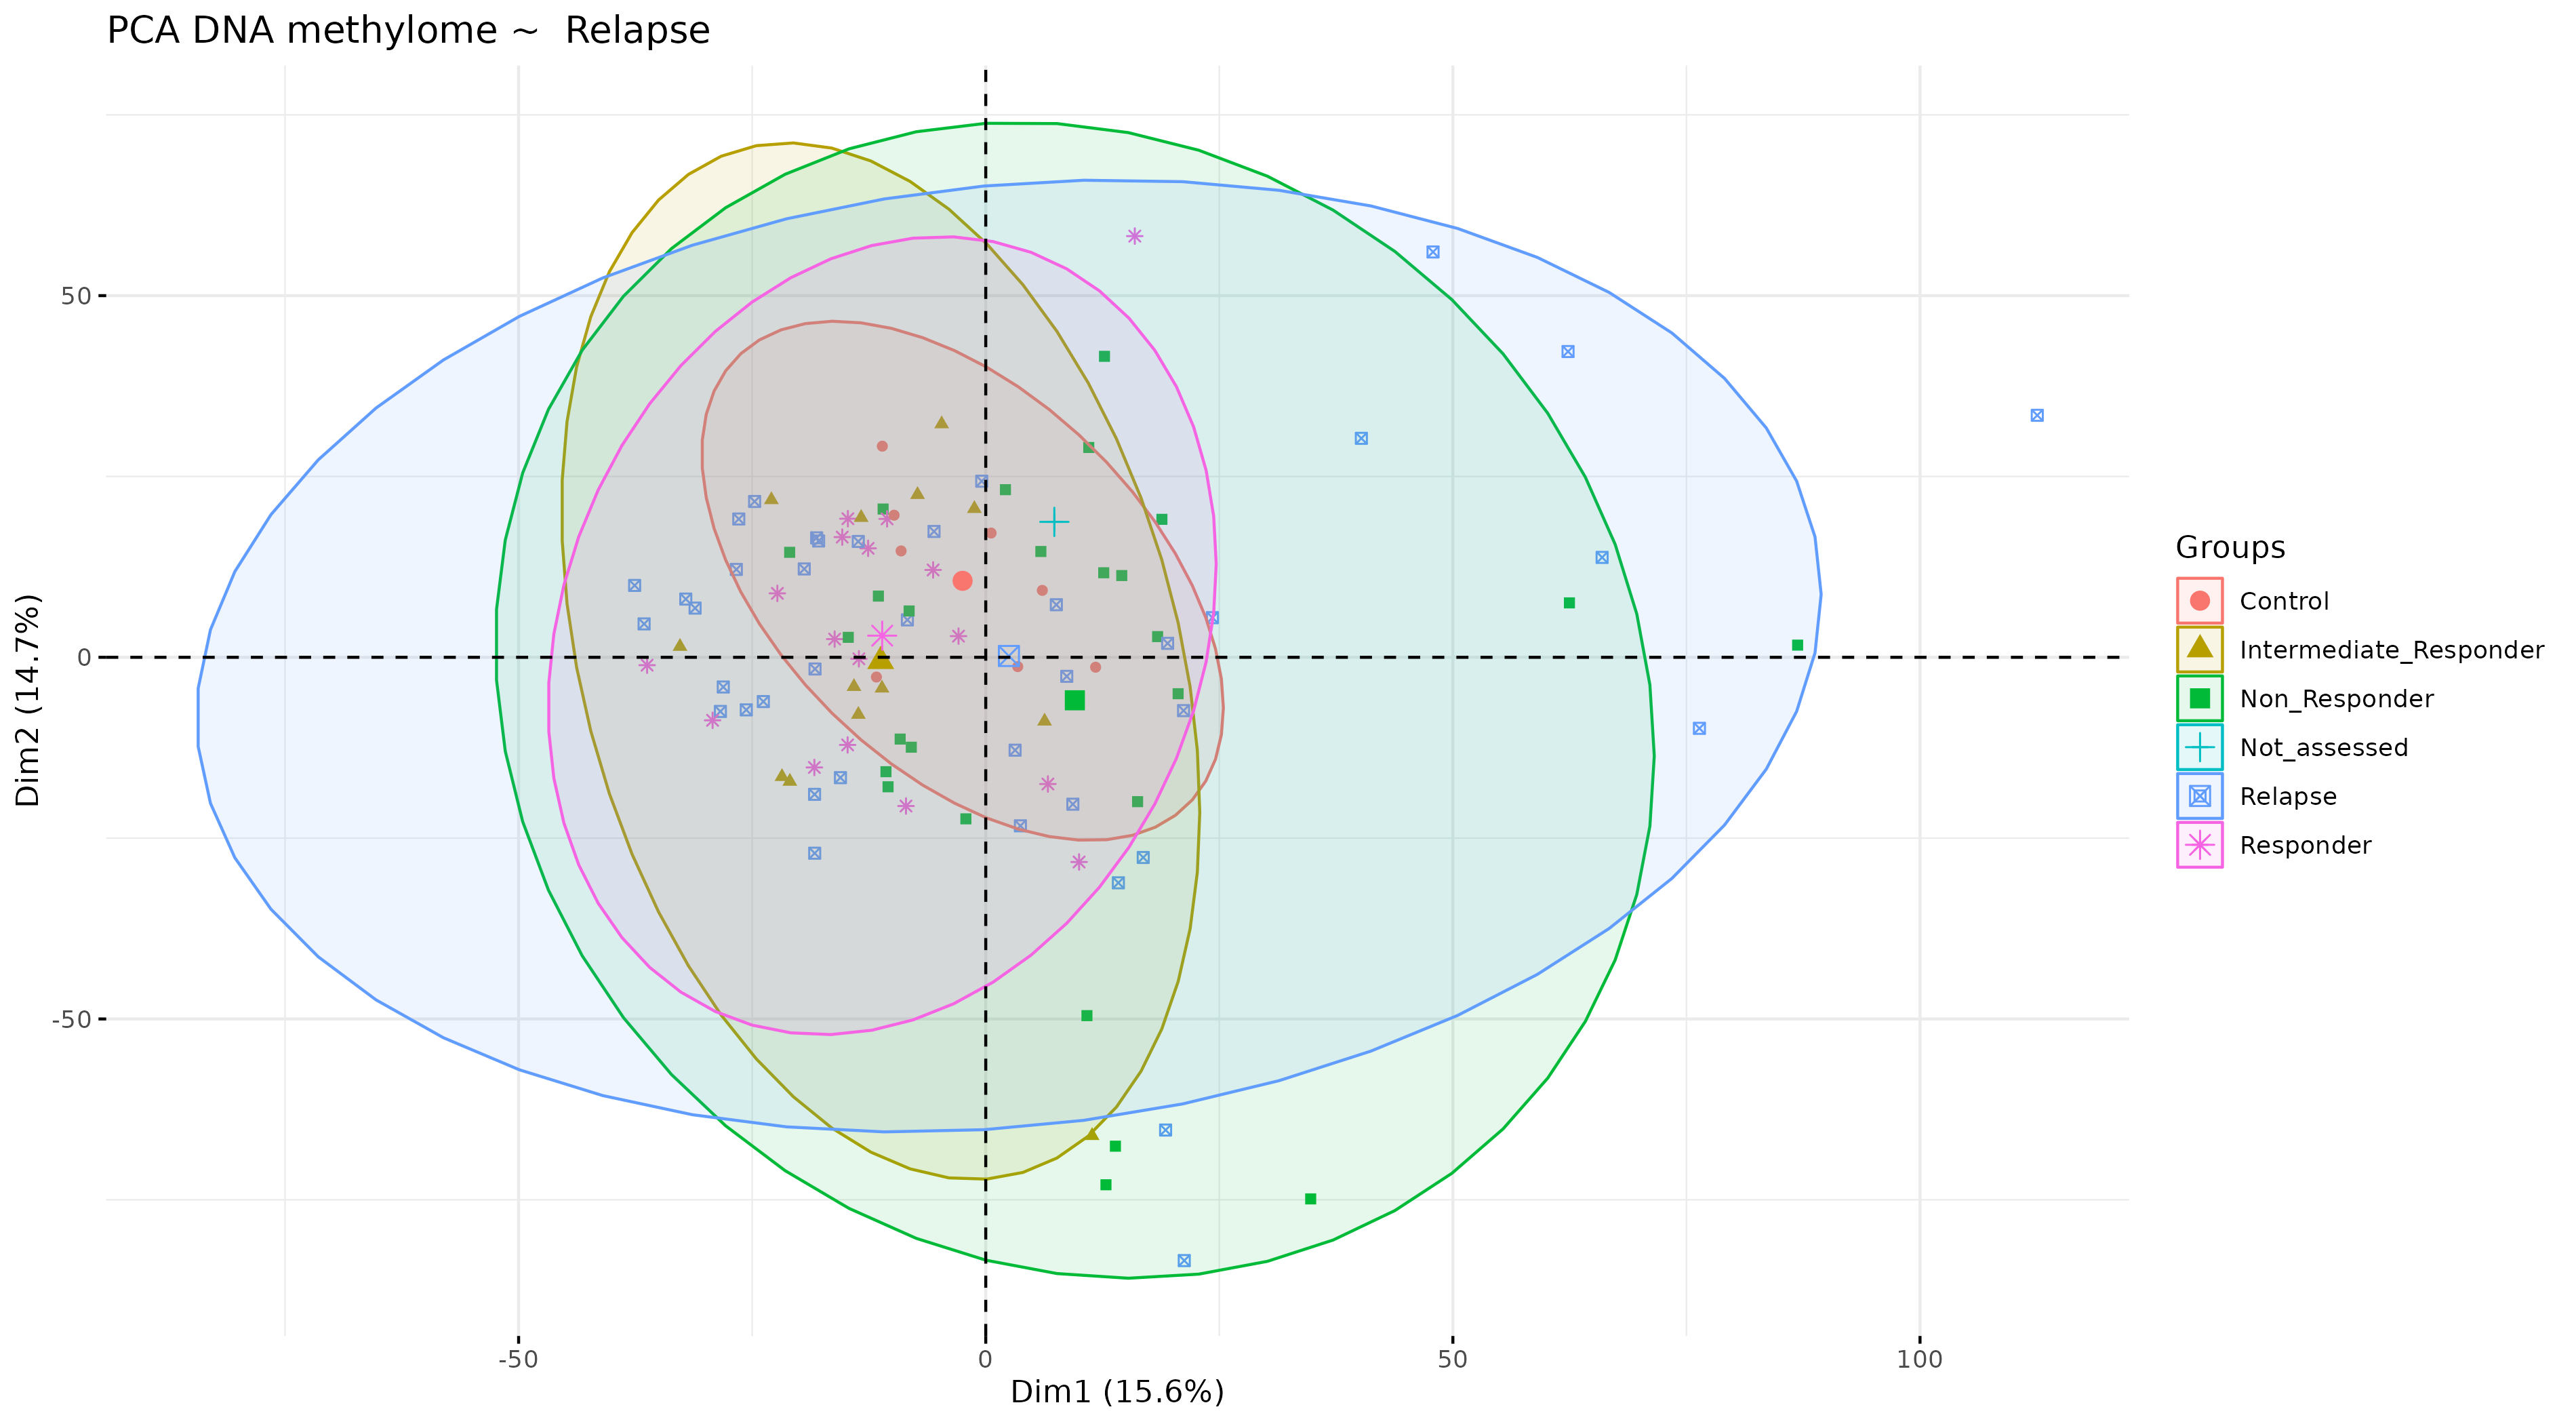 PCA DNA methylome ~  Relapse
50
0
-50
Dim2 (14.7%)
-50
0
50
100
Dim1 (15.6%)
Groups
Control
Intermediate_Responder
Non_Responder
Not_assessed
Relapse
Responder